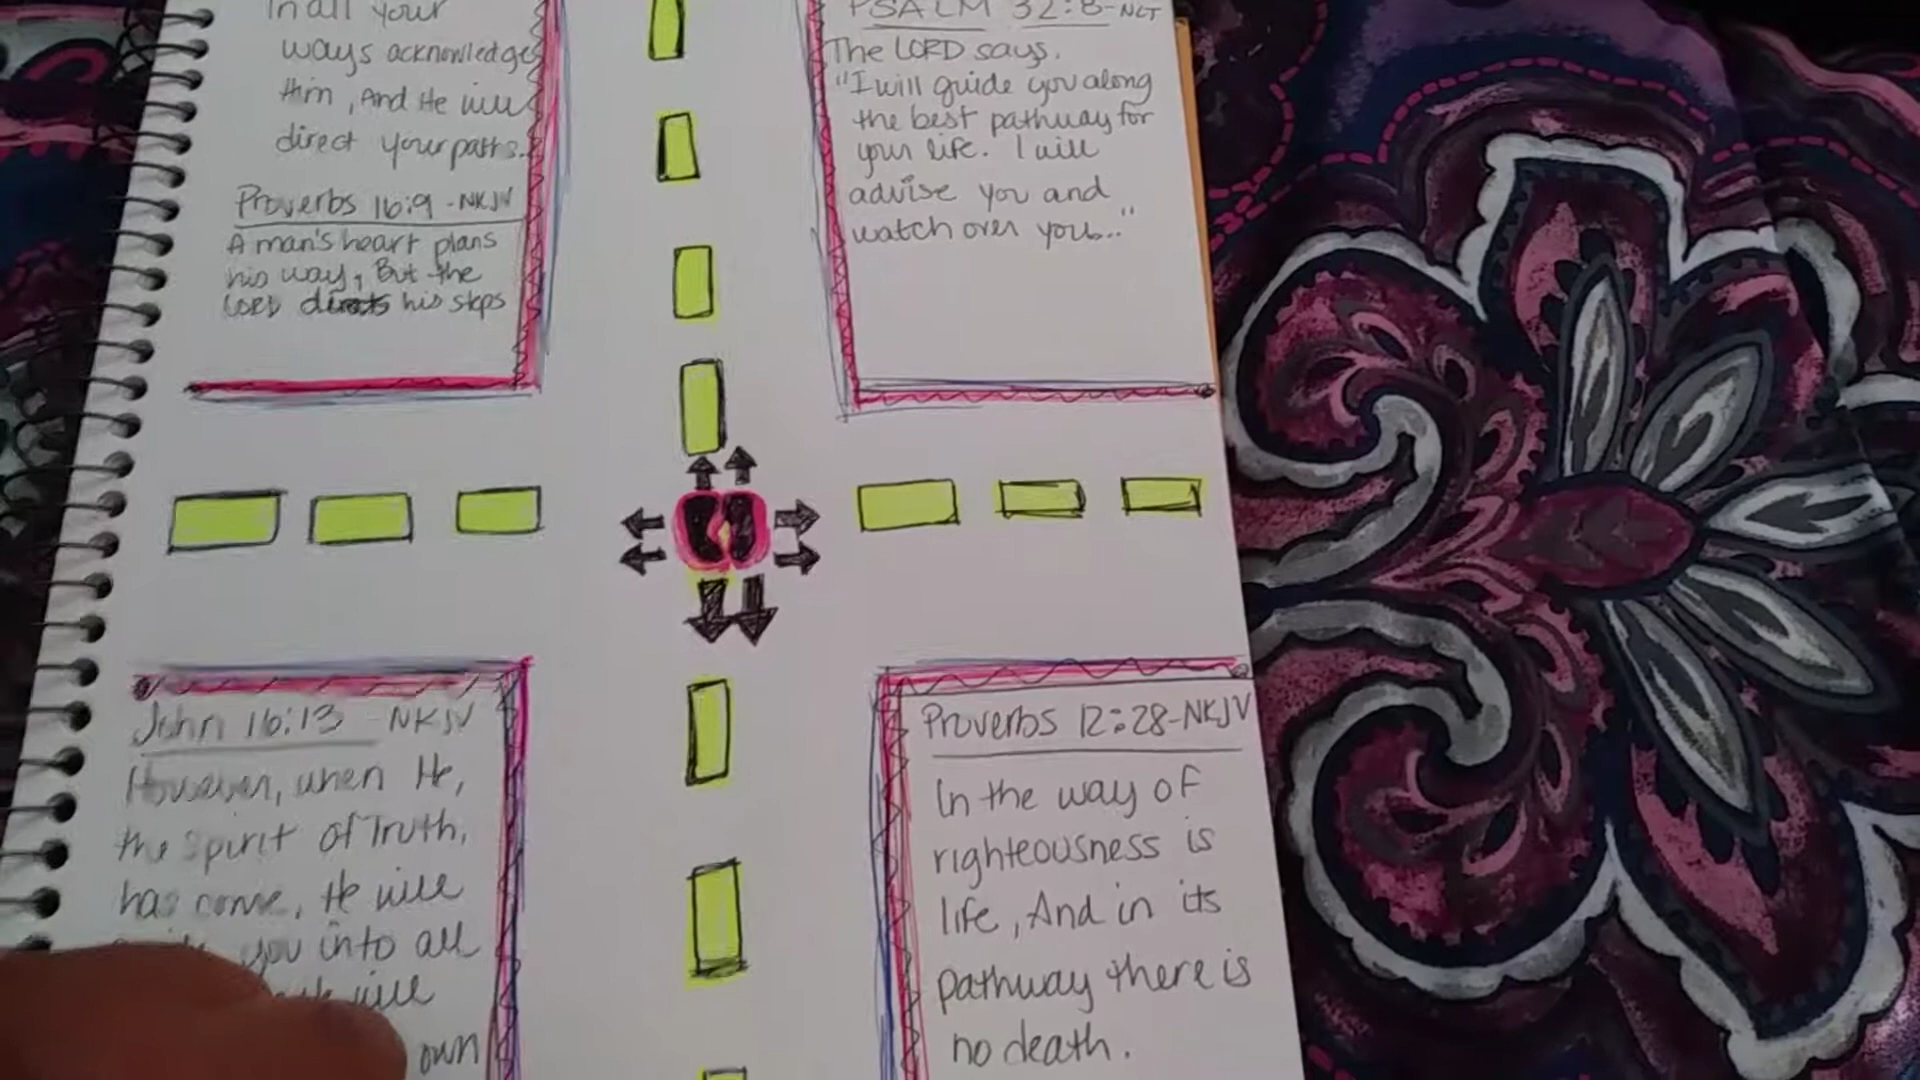 In all your
ways acknowledge
Him, And He will
direct your paths.
Proverbs 16:9 - NKJV
A man's heart plans
his way, But the
LORD directs his steps
PSALM 32:8-NLT
The LORD says,
"I will guide you along
the best pathway for
your life. I will
advise you and
watch over you..."
John 16:13 NKJV
However, when He,
the Spirit of Truth,
has come, He will
you into all
will
own
Proverbs 12:28-NKJV
In the way of
righteousness is
life, And in its
pathway there is
no death.